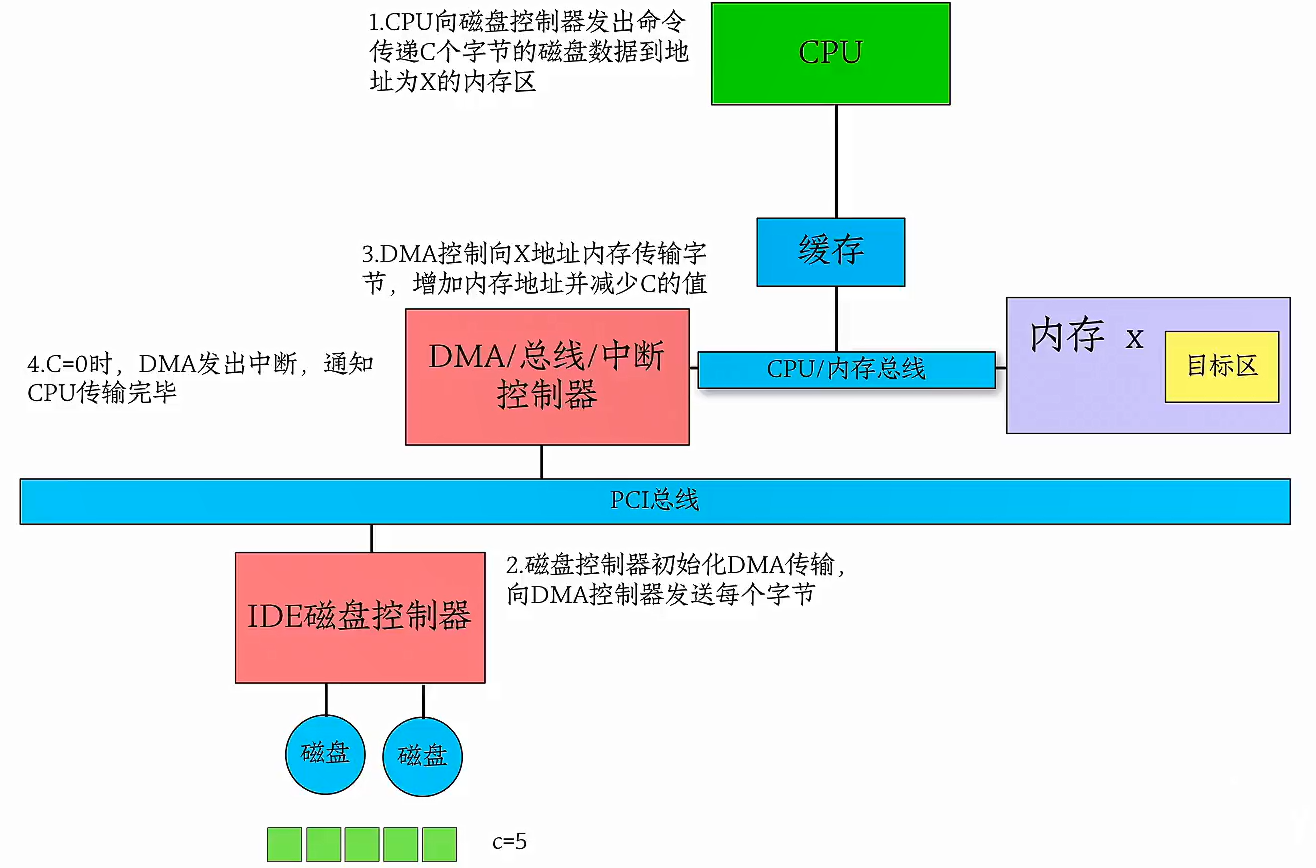 1.CPU向磁盘控制器发出命令
传递C个字节的磁盘数据到地
址为X的内存区
CPU
缓存
3.DMA控制向X地址内存传输字
节，增加内存地址并减少C的值
DMA/总线/中断
控制器
CPU/内存总线
内存 x
目标区
4.C=0时，DMA发出中断，通知
CPU传输完毕
PCI总线
IDE磁盘控制器
2.磁盘控制器初始化DMA传输，
向DMA控制器发送每个字节
磁盘
磁盘
c=5